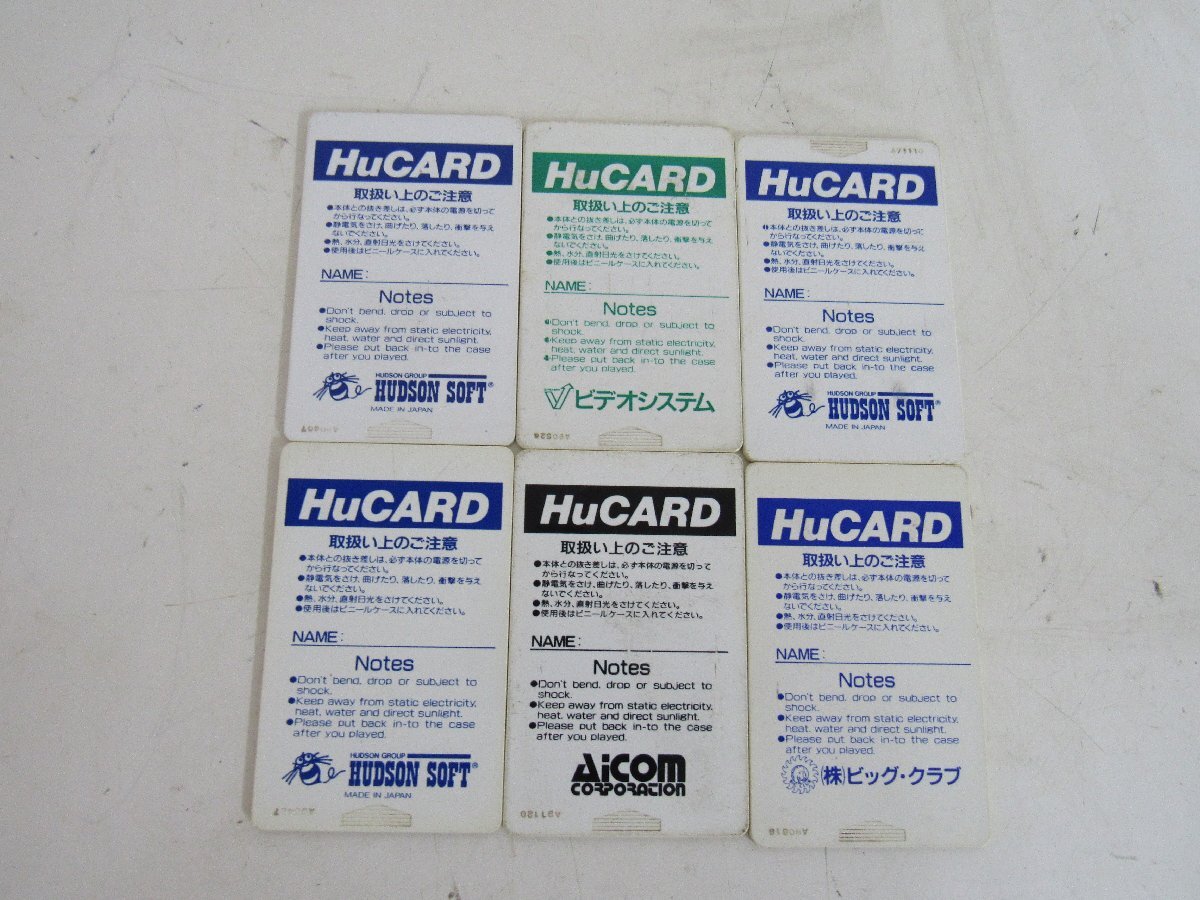 HuCARD
取扱い上のご注意
●本体との抜き差しは、必ず本体の電源を切って
から行なってください。
●静電気をさけ、曲げたり、落したり、衝撃を与え
ないでください。
●熱、水分、直射日光をさけてください。
●使用後はビニールケースに入れてください。
NAME:
Notes
●Don't bend, drop or subject to
shock.
●Keep away from static electricity,
heat, water and direct sunlight.
●Please put back in-to the case
after you played.
HUDSON GROUP
HUDSON SOFT®
MADE IN JAPAN
HuCARD
取扱い上のご注意
●本体との抜き差しは、必ず本体の電源を切って
から行なってください。
●静電気をさけ、曲げたり、落したり、衝撃を与え
ないでください。
●熱、水分、直射日光をさけてください。
●使用後はビニールケースに入れてください。
NAME:
Notes
●Don't bend, drop or subject to
shock.
●Keep away from static electricity,
heat, water and direct sunlight.
●Please put back in-to the case
after you played.
ビデオシステム
HuCARD
取扱い上のご注意
●本体との抜き差しは、必ず本体の電源を切って
から行なってください。
●静電気をさけ、曲げたり、落したり、衝撃を与え
ないでください。
●熱、水分、直射日光をさけてください。
●使用後はビニールケースに入れてください。
NAME:
Notes
●Don't bend, drop or subject to
shock.
●Keep away from static electricity,
heat, water and direct sunlight.
●Please put back in-to the case
after you played.
HUDSON GROUP
HUDSON SOFT®
MADE IN JAPAN
HuCARD
取扱い上のご注意
●本体との抜き差しは、必ず本体の電源を切って
から行なってください。
●静電気をさけ、曲げたり、落したり、衝撃を与え
ないでください。
●熱、水分、直射日光をさけてください。
●使用後はビニールケースに入れてください。
NAME:
Notes
●Don't bend, drop or subject to
shock.
●Keep away from static electricity,
heat, water and direct sunlight.
●Please put back in-to the case
after you played.
HUDSON GROUP
HUDSON SOFT®
MADE IN JAPAN
HuCARD
取扱い上のご注意
●本体との抜き差しは、必ず本体の電源を切って
から行なってください。
●静電気をさけ、曲げたり、落したり、衝撃を与え
ないでください。
●熱、水分、直射日光をさけてください。
●使用後はビニールケースに入れてください。
NAME:
Notes
●Don't bend, drop or subject to
shock.
●Keep away from static electricity,
heat, water and direct sunlight.
●Please put back in-to the case
after you played.
AiCOM
CORPORATION
HuCARD
取扱い上のご注意
●本体との抜き差しは、必ず本体の電源を切って
から行なってください。
●静電気をさけ、曲げたり、落したり、衝撃を与え
ないでください。
●熱、水分、直射日光をさけてください。
●使用後はビニールケースに入れてください。
NAME:
Notes
●Don't bend, drop or subject to
shock.
●Keep away from static electricity,
heat, water and direct sunlight.
●Please put back in-to the case
after you played.
(株)ビッグ・クラブ